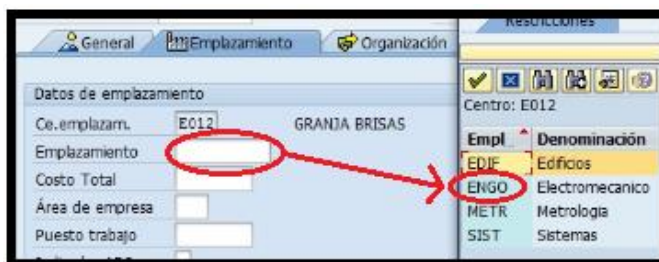 General Emplazamiento Organización
Datos de emplazamiento
Ce.emplazam. E012 GRANJA BRISAS
Emplazamiento
Costo Total
Área de empresa
Puesto trabajo
Restricciones
Centro: E012
Empl Denominación
EDIF Edificios
ENGO Electromecanico
METR Metrologia
SIST Sistemas